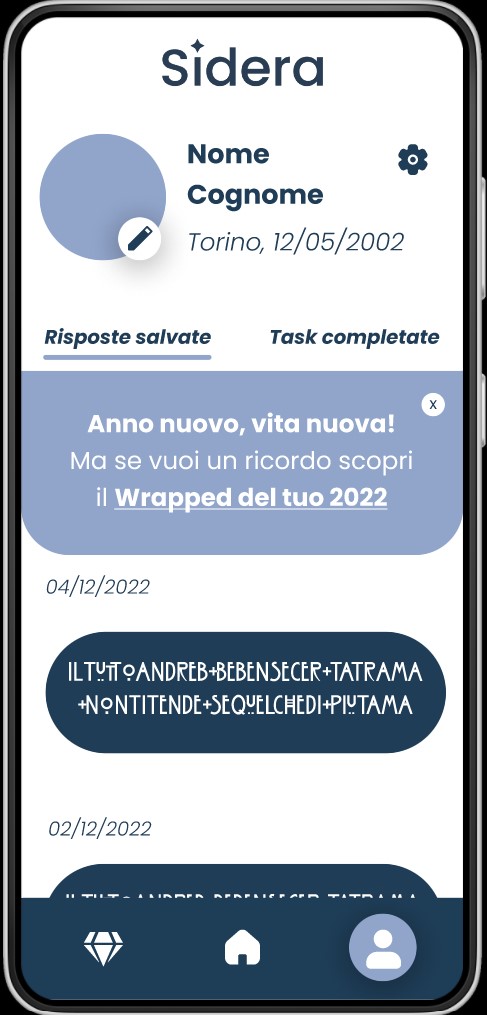 Sidera
Nome
Cognome
Torino, 12/05/2002
Risposte salvate
Task completate
X
Anno nuovo, vita nuova!
Ma se vuoi un ricordo scopri
il Wrapped del tuo 2022
04/12/2022
ILTUTTOANDREB+BEBENSECER+TATRAMA
+NONTITENDE+SEQUELCHEDI+PIUTAMA
02/12/2022